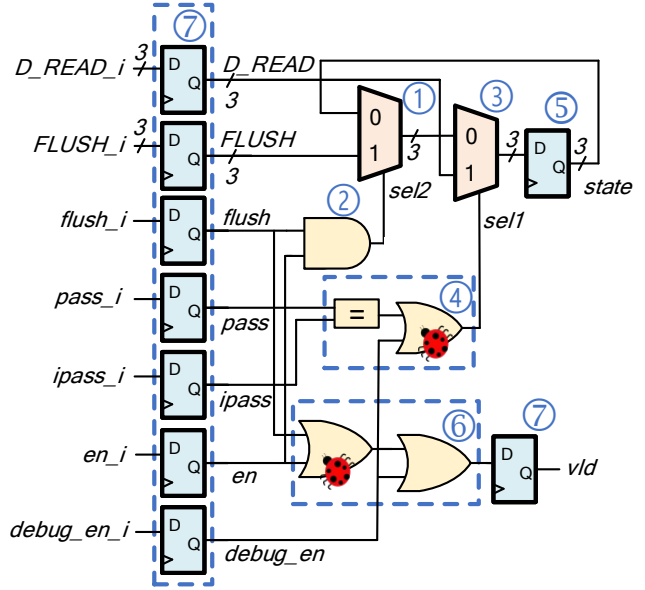 ⑦
3
D_READ_i
D
Q
D_READ
3
①
③
⑤
0
1
3
0
1
3
D
Q
3
state
3
FLUSH_i
D
Q
FLUSH
3
②
sel2
sel1
flush_i
D
Q
flush
④
pass_i
D
Q
pass
=
ipass_i
D
Q
ipass
⑥
⑦
en_i
D
Q
en
D
Q
vld
debug_en_i
D
Q
debug_en